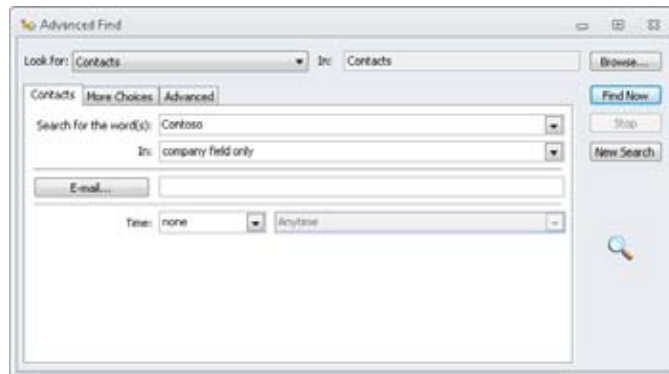 Advanced Find
Look for: Contacts In: Contacts Browse...
Contacts More Choices Advanced Find Now
Search for the word(s): Contoso Stop
In: company field only New Search
E-mail...
Time: none Anytime